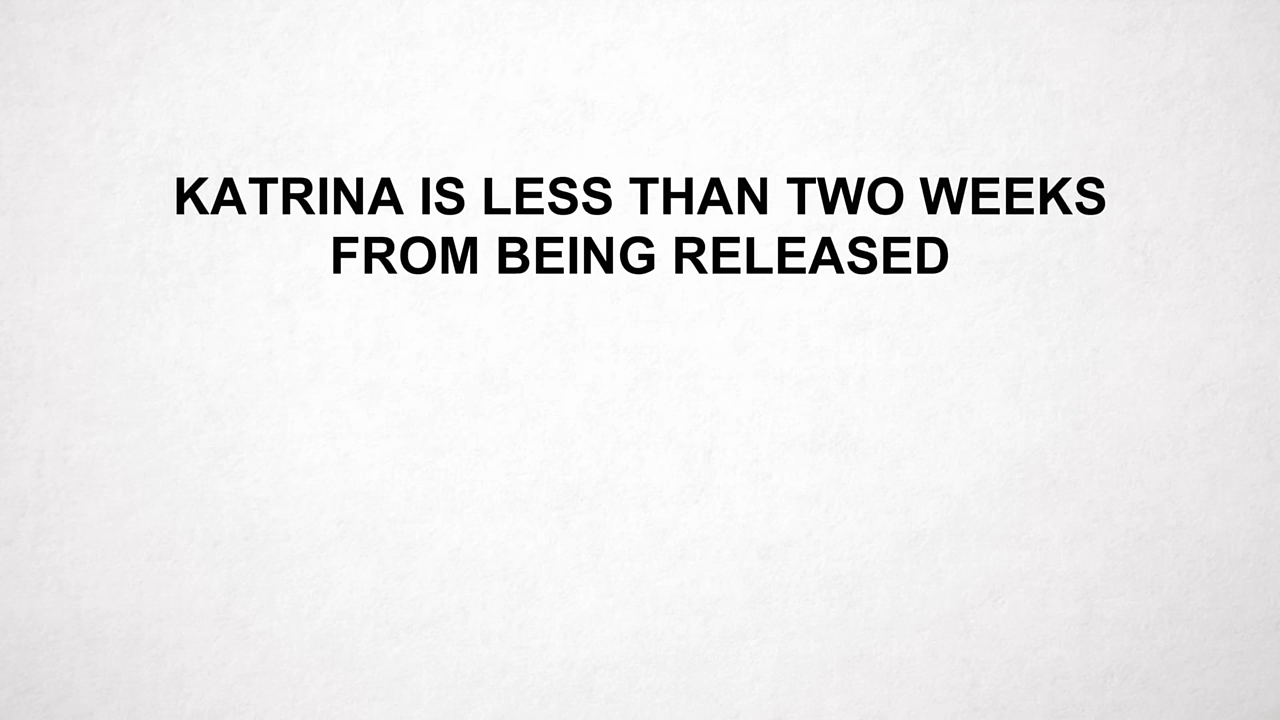 KATRINA IS LESS THAN TWO WEEKS
FROM BEING RELEASED